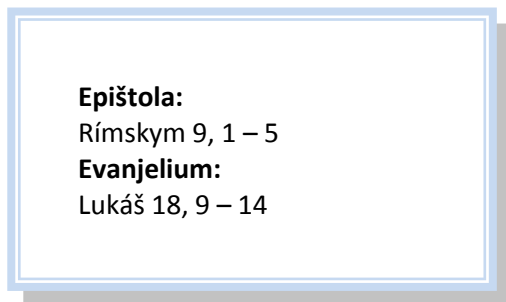 Epištola:
Rímskym 9, 1 – 5
Evanjelium:
Lukáš 18, 9 – 14